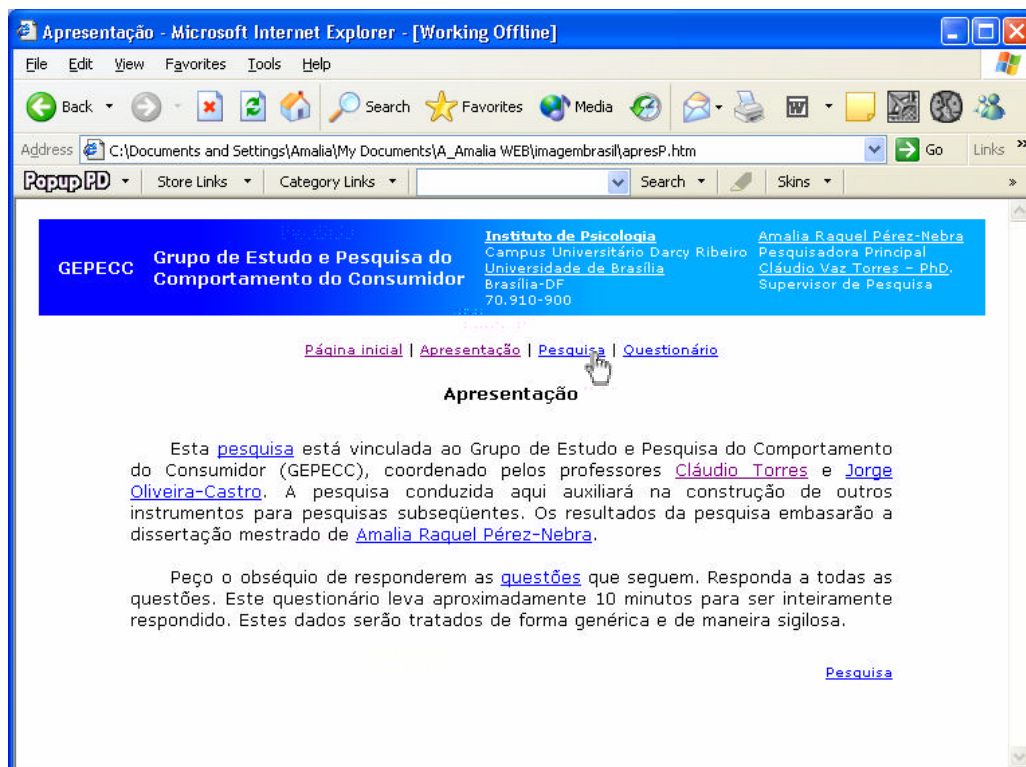 Apresentação - Microsoft Internet Explorer - [Working Offline]
File Edit View Favorites Tools Help
Back Search Favorites Media
Address C:\Documents and Settings\Amalia\My Documents\A_Amalia WEB\imagembrasil\apresP.htm Go Links »
PopupPD Store Links Category Links Search Skins »
GEPECC
Grupo de Estudo e Pesquisa do
Comportamento do Consumidor
Instituto de Psicologia
Campus Universitário Darcy Ribeiro
Universidade de Brasília
Brasília-DF
70.910-900
Amalia Raquel Pérez-Nebra
Pesquisadora Principal
Cláudio Vaz Torres - PhD.
Supervisor de Pesquisa
Página inicial | Apresentação | Pesquisa | Questionário
Apresentação
Esta pesquisa está vinculada ao Grupo de Estudo e Pesquisa do Comportamento
do Consumidor (GEPECC), coordenado pelos professores Cláudio Torres e Jorge
Oliveira-Castro. A pesquisa conduzida aqui auxiliará na construção de outros
instrumentos para pesquisas subseqüentes. Os resultados da pesquisa embasarão a
dissertação mestrado de Amalia Raquel Pérez-Nebra.
Peço o obséquio de responderem as questões que seguem. Responda a todas as
questões. Este questionário leva aproximadamente 10 minutos para ser inteiramente
respondido. Estes dados serão tratados de forma genérica e de maneira sigilosa.
Pesquisa